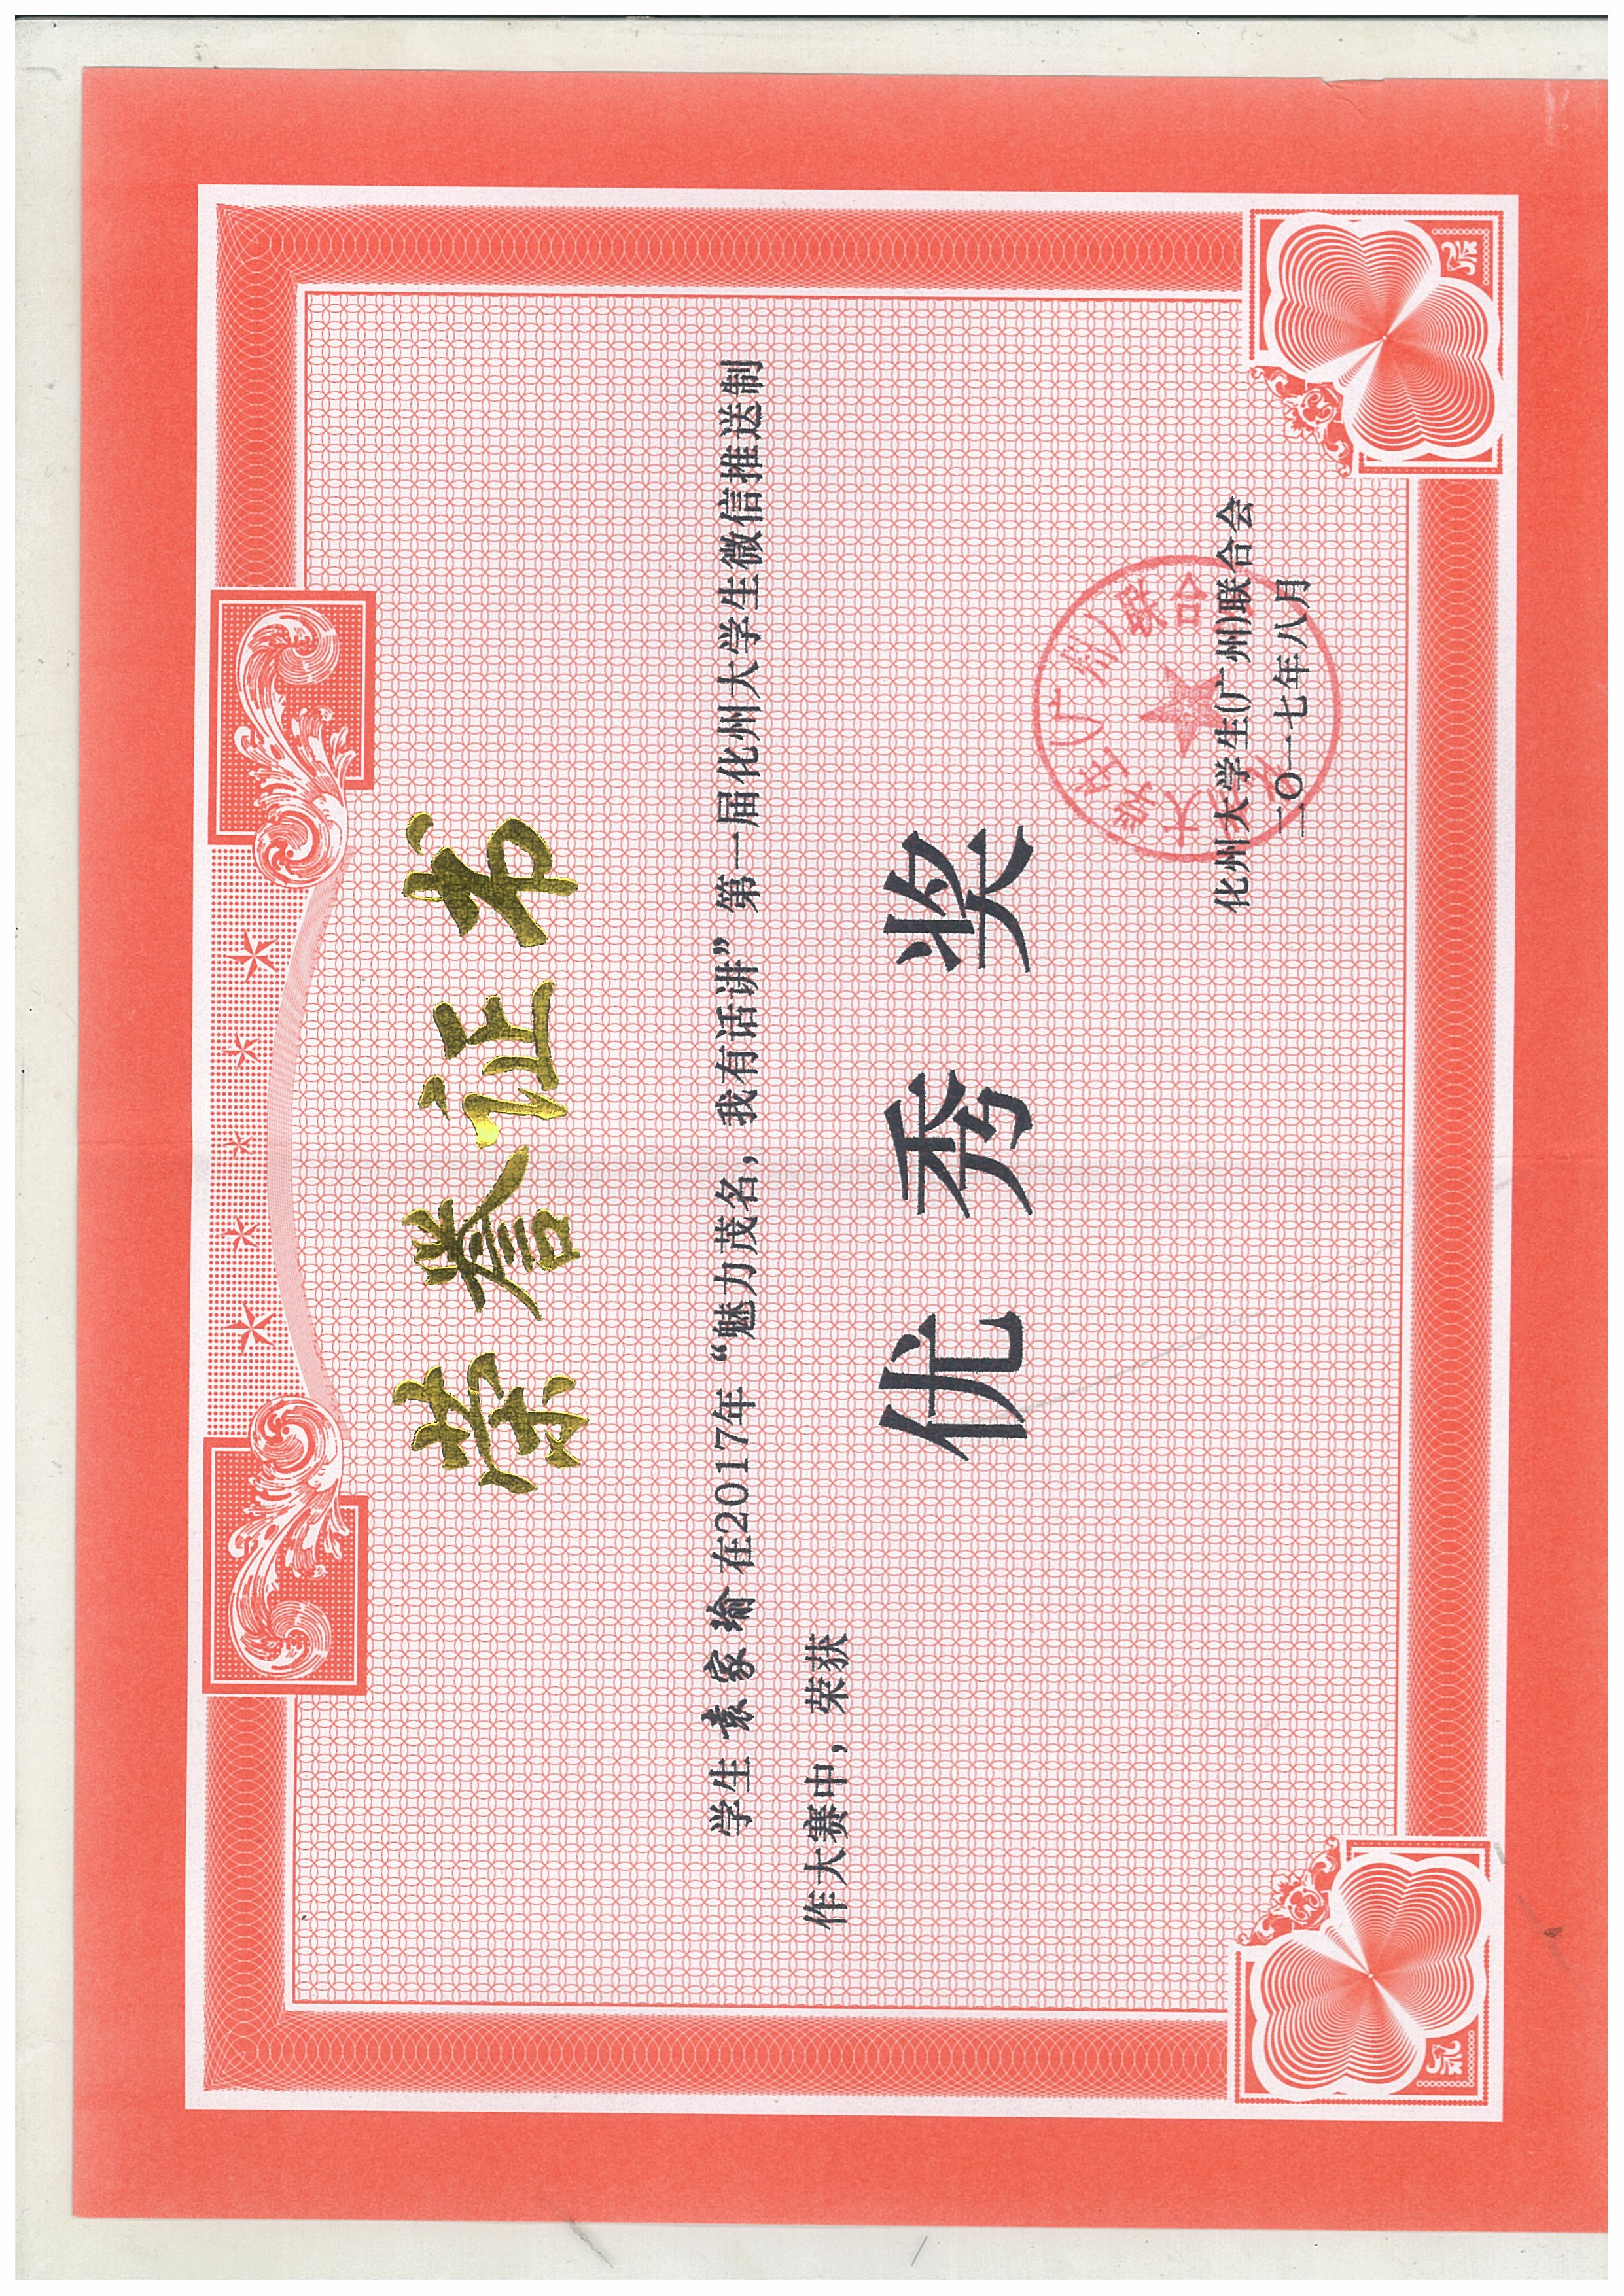 荣誉证书
学生 袁家瑜 在2017年“魅力茂名，我有话讲”第一届化州大学生微信推送制
作大赛中，荣获
优秀奖
化州大学生（广州）联合会
化州大学生(广州)联合会
二〇一七年八月